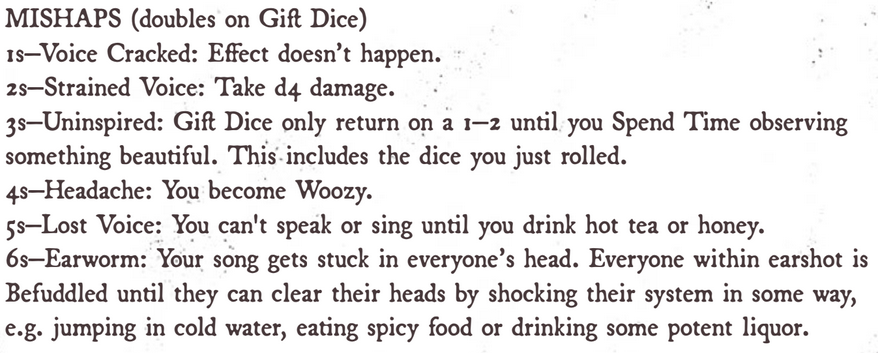 MISHAPS (doubles on Gift Dice)
1s—Voice Cracked: Effect doesn’t happen.
2s—Strained Voice: Take d4 damage.
3s—Uninspired: Gift Dice only return on a 1–2 until you Spend Time observing
something beautiful. This includes the dice you just rolled.
4s—Headache: You become Woozy.
5s—Lost Voice: You can't speak or sing until you drink hot tea or honey.
6s—Earworm: Your song gets stuck in everyone’s head. Everyone within earshot is
Befuddled until they can clear their heads by shocking their system in some way,
e.g. jumping in cold water, eating spicy food or drinking some potent liquor.